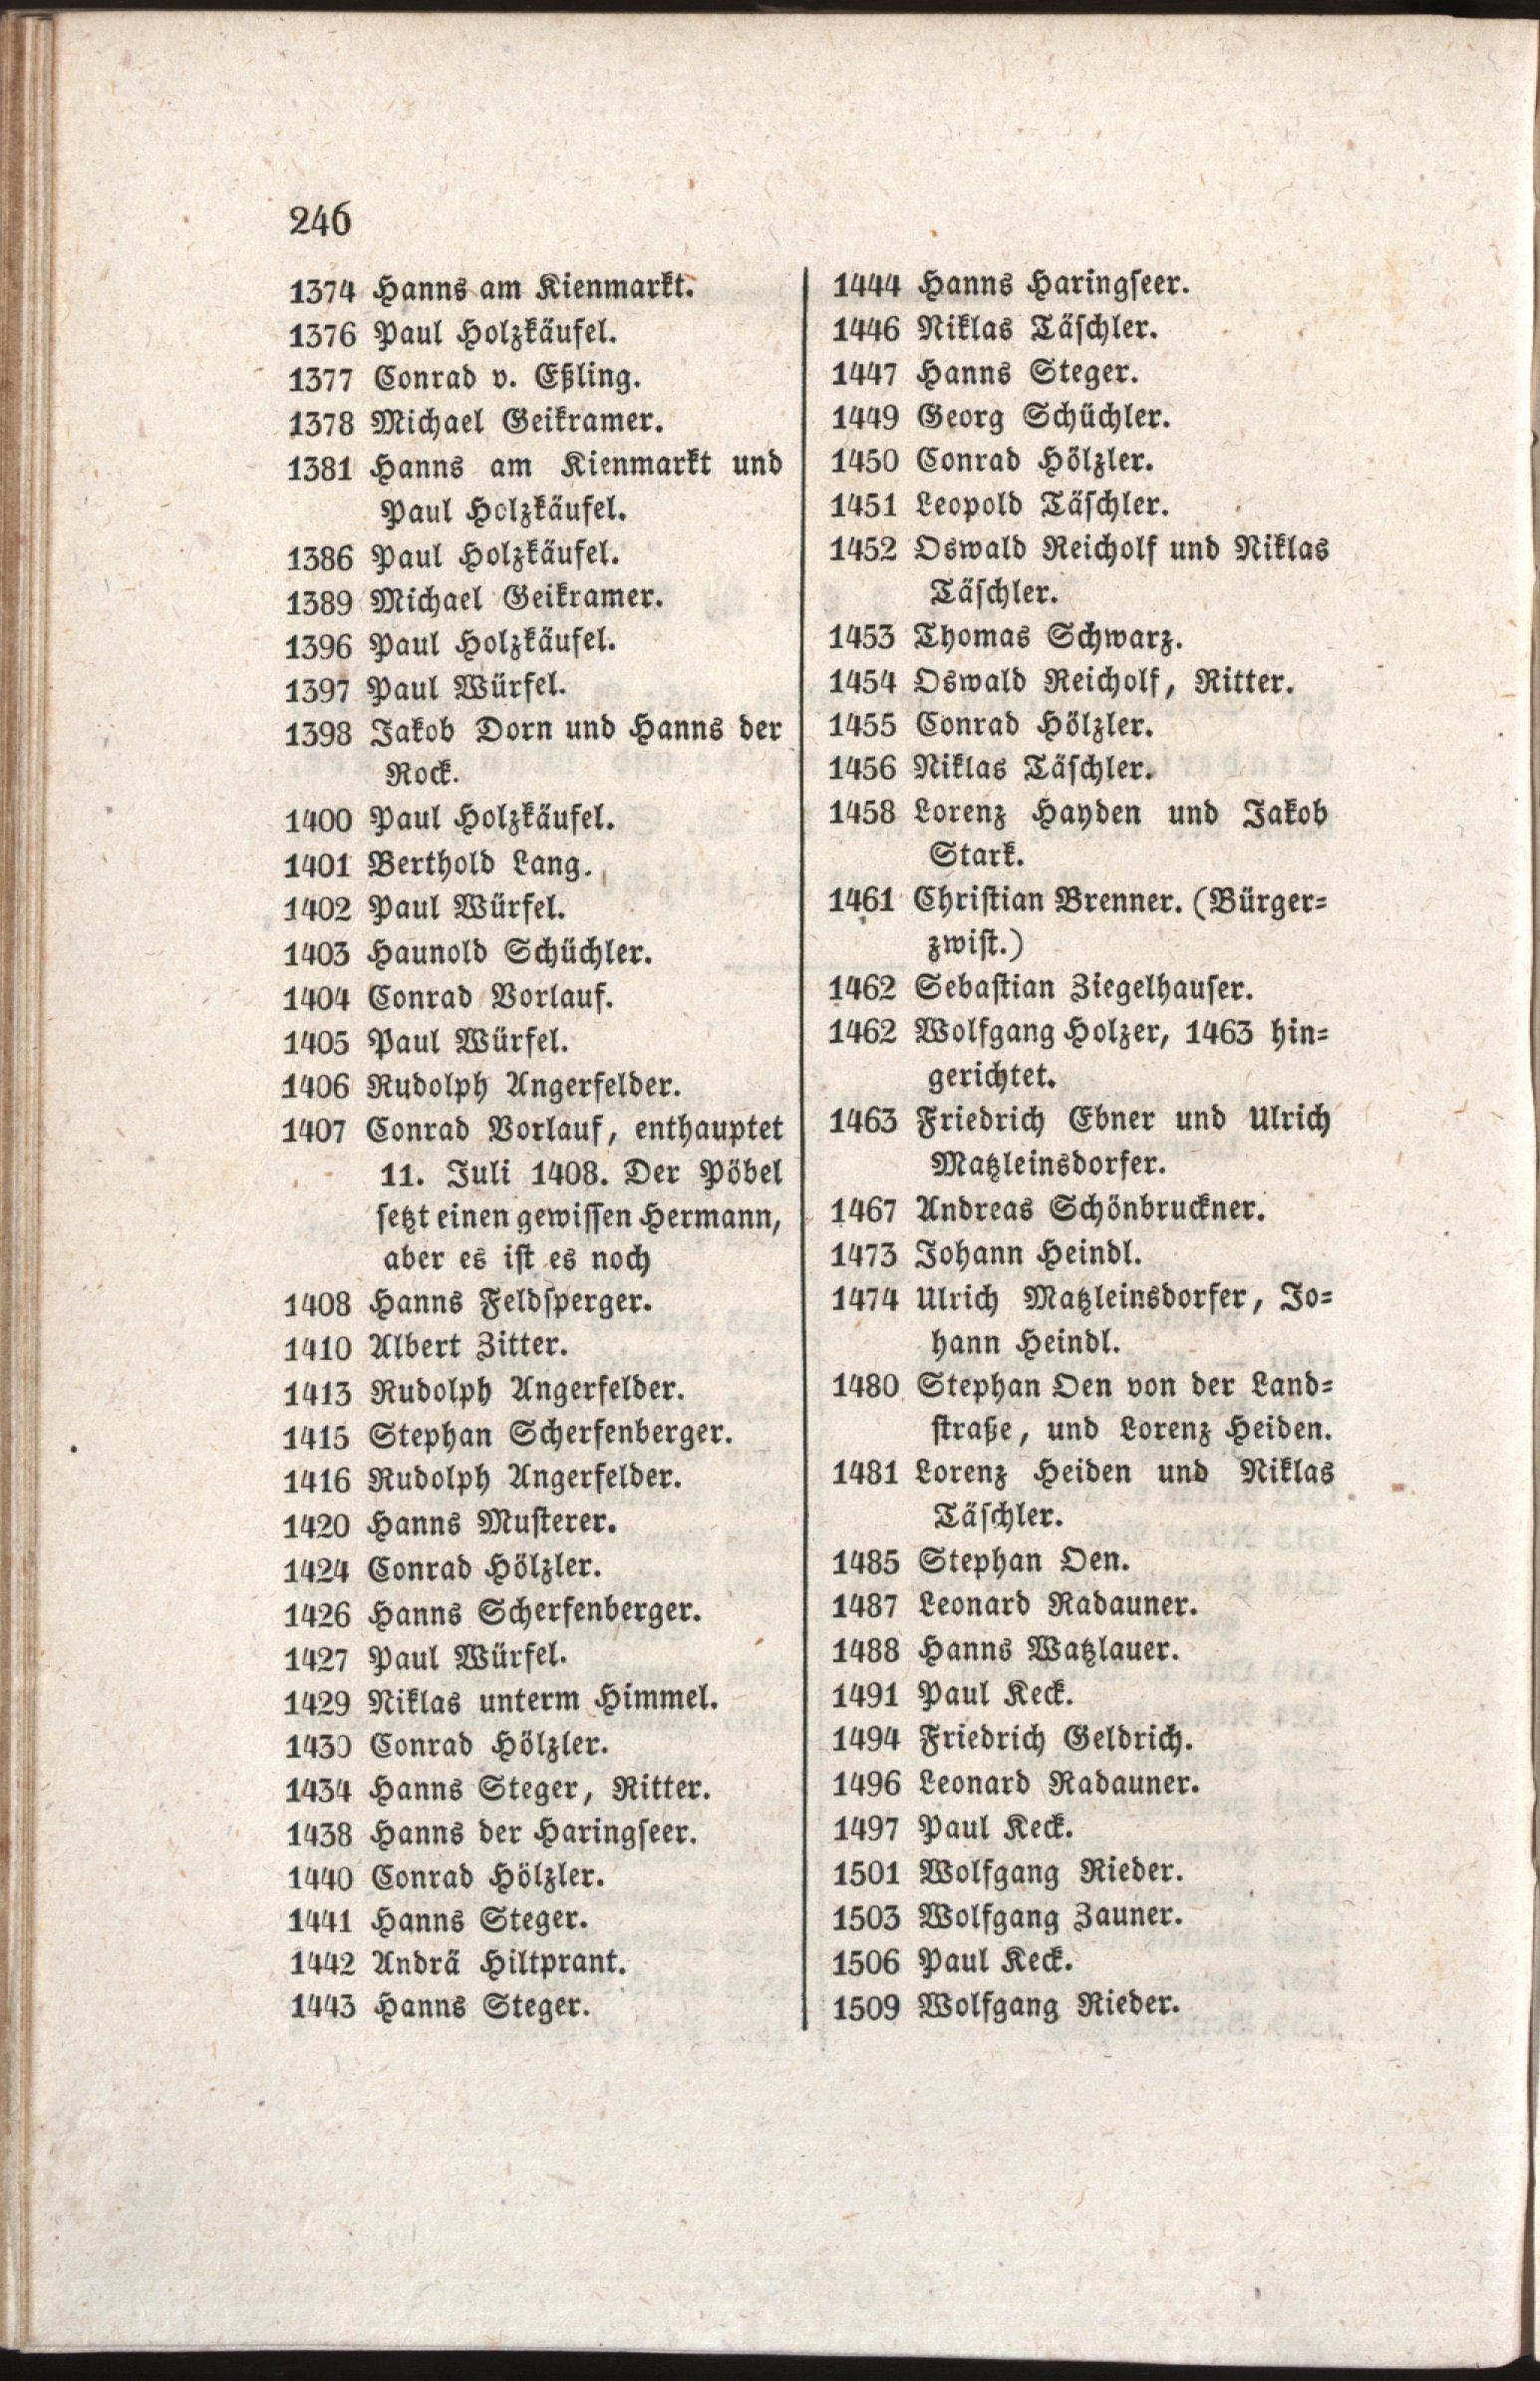 246
1374 Hanns am Kienmarkt.
1376 Paul Holzkäufel.
1377 Conrad v. Eßling.
1378 Michael Geikramer.
1381 Hanns am Kienmarkt und
Paul Holzkäufel.
1386 Paul Holzkäufel.
1389 Michael Geikramer.
1396 Paul Holzkäufel.
1397 Paul Würfel.
1398 Jakob Dorn und Hanns der
Rock.
1400 Paul Holzkäufel.
1401 Berthold Lang.
1402 Paul Würfel.
1403 Haunold Schüchler.
1404 Conrad Vorlauf.
1405 Paul Würfel.
1406 Rudolph Angerfelder.
1407 Conrad Vorlauf, enthauptet
11. Juli 1408. Der Pöbel
setzt einen gewissen Hermann,
aber es ist es noch
1408 Hanns Feldsperger.
1410 Albert Zitter.
1413 Rudolph Angerfelder.
1415 Stephan Scherfenberger.
1416 Rudolph Angerfelder.
1420 Hanns Musterer.
1424 Conrad Hölzler.
1426 Hanns Scherfenberger.
1427 Paul Würfel.
1429 Niklas unterm Himmel.
1430 Conrad Hölzler.
1434 Hanns Steger, Ritter.
1438 Hanns der Haringseer.
1440 Conrad Hölzler.
1441 Hanns Steger.
1442 Andrä Hiltprant.
1443 Hanns Steger.
1444 Hanns Haringseer.
1446 Niklas Täschler.
1447 Hanns Steger.
1449 Georg Schüchler.
1450 Conrad Hölzler.
1451 Leopold Täschler.
1452 Oswald Reicholf und Niklas
Täschler.
1453 Thomas Schwarz.
1454 Oswald Reicholf, Ritter.
1455 Conrad Hölzler.
1456 Niklas Täschler.
1458 Lorenz Hayden und Jakob
Stark.
1461 Christian Brenner. (Bürger=
zwist.)
1462 Sebastian Ziegelhauser.
1462 Wolfgang Holzer, 1463 hin=
gerichtet.
1463 Friedrich Ebner und Ulrich
Matzleinsdorfer.
1467 Andreas Schönbruckner.
1473 Johann Heindl.
1474 Ulrich Matzleinsdorfer, Jo=
hann Heindl.
1480 Stephan Oen von der Land=
straße, und Lorenz Heiden.
1481 Lorenz Heiden und Niklas
Täschler.
1485 Stephan Oen.
1487 Leonard Radauner.
1488 Hanns Watzlauer.
1491 Paul Keck.
1494 Friedrich Geldrich.
1496 Leonard Radauner.
1497 Paul Keck.
1501 Wolfgang Rieder.
1503 Wolfgang Zauner.
1506 Paul Keck.
1509 Wolfgang Rieder.